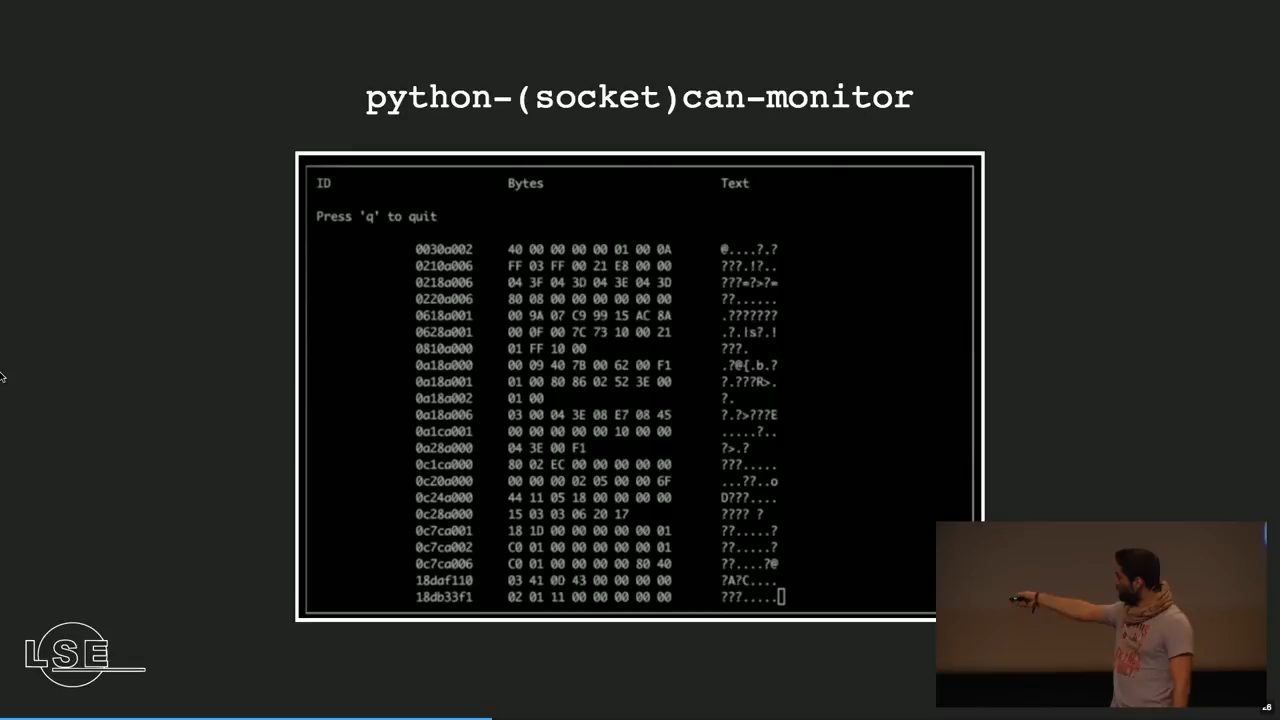 python-(socket)can-monitor
ID Bytes Text
Press 'q' to quit
0030a002 40 00 00 00 00 01 00 0A @....?.?
0210a006 FF 03 FF 00 21 E8 00 00 ???.!?..
0218a006 04 3F 04 3D 04 3E 04 3D ???=?>?=
0220a006 80 08 00 00 00 00 00 00 ??......
0618a001 00 9A 07 C9 99 15 AC 8A .???????
0628a001 00 0F 00 7C 73 10 00 21 .?.|s?.!
0810a000 01 FF 10 00 ???.
0a18a000 00 09 40 7B 00 62 00 F1 .?@{.b.?
0a18a001 01 00 80 86 02 52 3E 00 ?.???R>.
0a18a002 01 00 ?.
0a18a006 03 00 04 3E 08 E7 08 45 ?.?>???E
0a1ca001 00 00 00 00 00 10 00 00 .....?..
0a28a000 04 3E 00 F1 ?>.?
0c1ca000 80 02 EC 00 00 00 00 00 ???.....
0c20a000 00 00 00 02 05 00 00 6F ...??..o
0c24a000 44 11 05 18 00 00 00 00 D???....
0c28a000 15 03 03 06 20 17 ???? ?
0c7ca001 18 1D 00 00 00 00 00 01 ??.....?
0c7ca002 C0 01 00 00 00 00 00 01 ??.....?
0c7ca006 C0 01 00 00 00 00 80 40 ??....?@
18daf110 03 41 0D 43 00 00 00 00 ?A?C....
18db33f1 02 01 11 00 00 00 00 00 ???.....
LSE
26